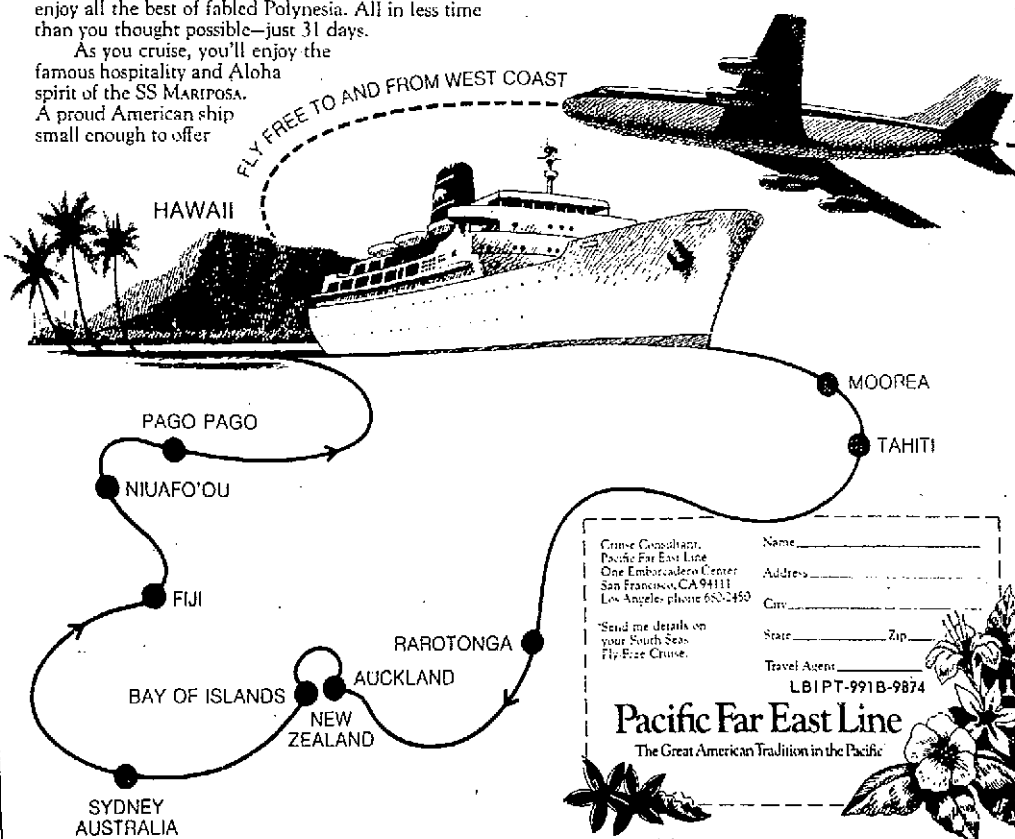 enjoy all the best of fabled Polynesia. All in less time
than you thought possible—just 31 days.
As you cruise, you'll enjoy the
famous hospitality and Aloha
spirit of the SS MARIPOSA.
A proud American ship
small enough to offer
FLY FREE TO AND FROM WEST COAST
HAWAII
MOOREA
TAHITI
PAGO PAGO
NIUAFO'OU
FIJI
RAROTONGA
AUCKLAND
BAY OF ISLANDS
NEW
ZEALAND
SYDNEY
AUSTRALIA
Cruise Consultant,
Pacific Far East Line
One Embarcadero Center
San Francisco, CA 94111
Los Angeles phone 680-2450
Send me details on
your South Seas
Fly-Free Cruise.
Name
Address
City
State Zip
Travel Agent
LBIPT-991B-9874
Pacific Far East Line
The Great American Tradition in the Pacific